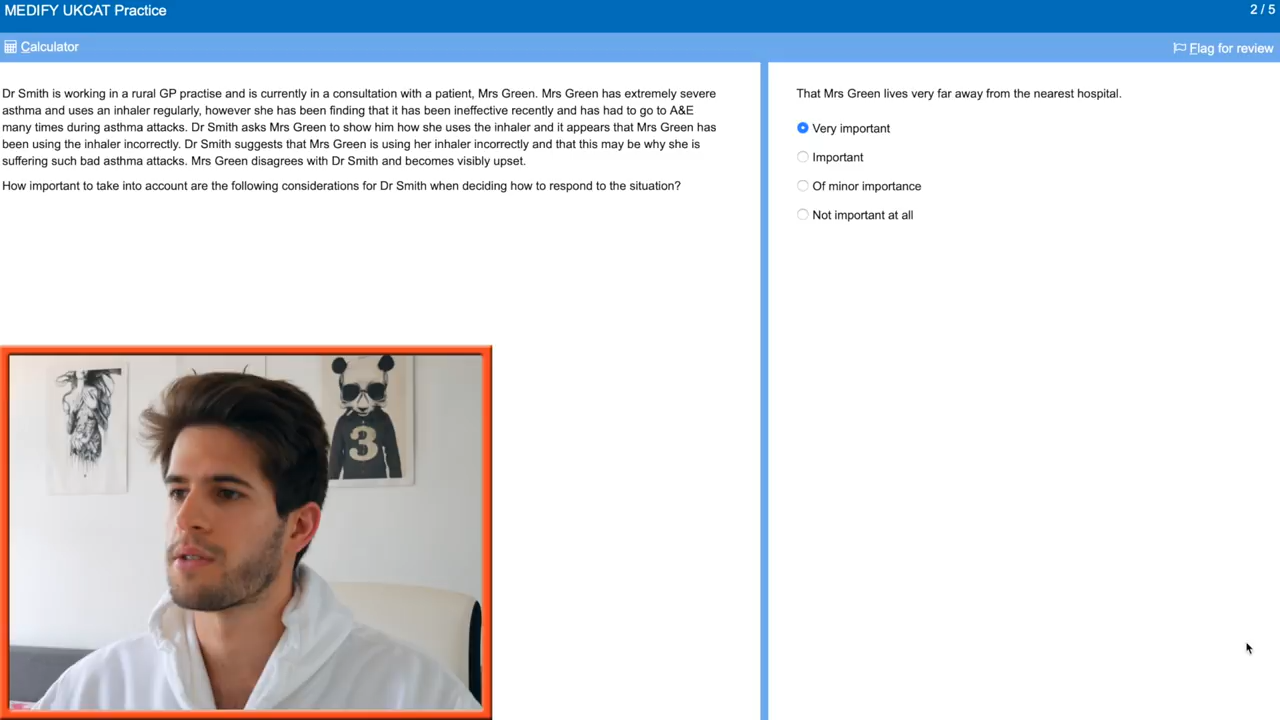 MEDIFY UKCAT Practice
2 / 5
Calculator
Flag for review
Dr Smith is working in a rural GP practise and is currently in a consultation with a patient, Mrs Green. Mrs Green has extremely severe
asthma and uses an inhaler regularly, however she has been finding that it has been ineffective recently and has had to go to A&E
many times during asthma attacks. Dr Smith asks Mrs Green to show him how she uses the inhaler and it appears that Mrs Green has
been using the inhaler incorrectly. Dr Smith suggests that Mrs Green is using her inhaler incorrectly and that this may be why she is
suffering such bad asthma attacks. Mrs Green disagrees with Dr Smith and becomes visibly upset.
How important to take into account are the following considerations for Dr Smith when deciding how to respond to the situation?
That Mrs Green lives very far away from the nearest hospital.
Very important
Important
Of minor importance
Not important at all
3